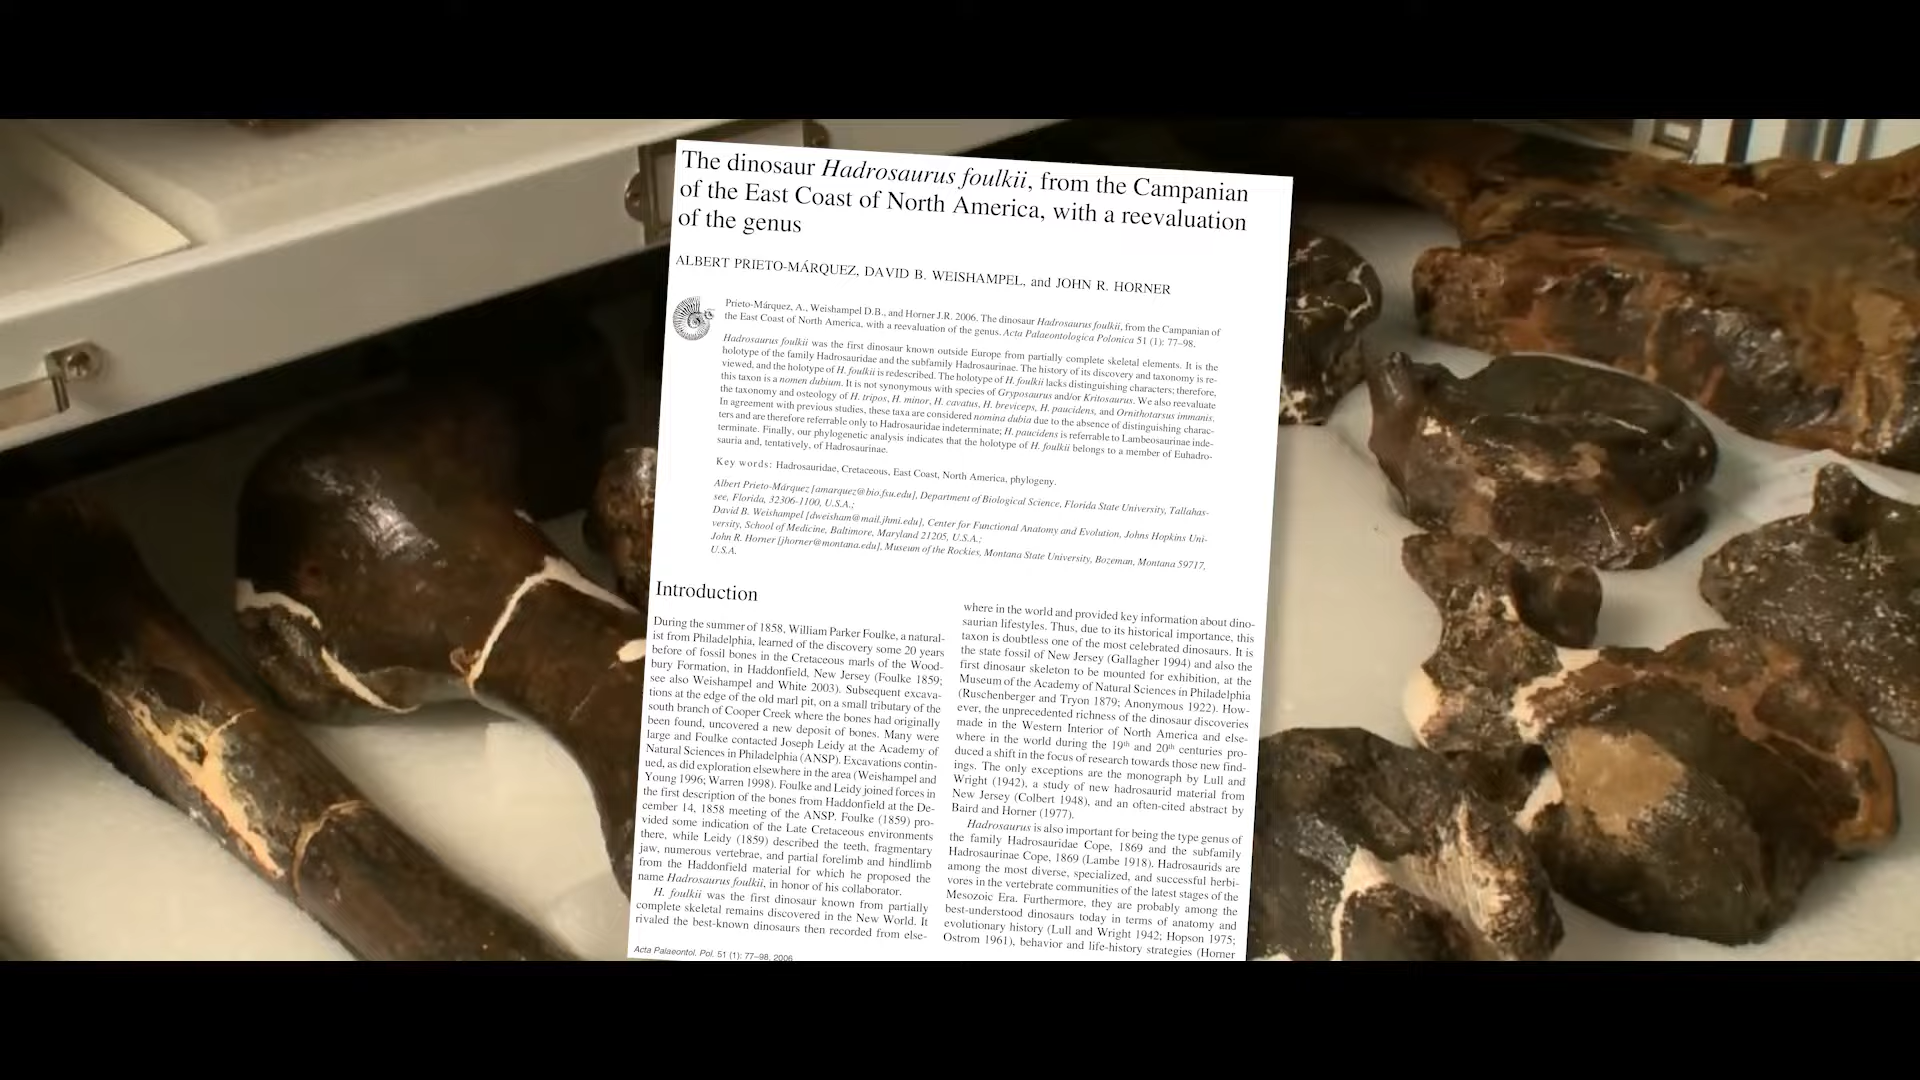 The dinosaur Hadrosaurus foulkii, from the Campanian
of the East Coast of North America, with a reevaluation
of the genus
ALBERT PRIETO-MÁRQUEZ, DAVID B. WEISHAMPEL, and JOHN R. HORNER
Prieto-Márquez, A., Weishampel D.B., and Horner J.R. 2006. The dinosaur Hadrosaurus foulkii, from the Campanian of
the East Coast of North America, with a reevaluation of the genus. Acta Palaeontologica Polonica 51 (1): 77–98.
Hadrosaurus foulkii was the first dinosaur known outside Europe from partially complete skeletal elements. It is the
holotype of the family Hadrosauridae and the subfamily Hadrosaurinae. The history of its discovery and taxonomy is re-
viewed, and the holotype of H. foulkii is redescribed. The holotype of H. foulkii lacks distinguishing characters; therefore,
this taxon is a nomen dubium. It is not synonymous with species of Gryposaurus and/or Kritosaurus. We also reevaluate
the taxonomy and osteology of H. tripos, H. minor, H. cavatus, H. breviceps, H. paucidens, and Ornithotarsus immanis.
In agreement with previous studies, these taxa are considered nomina dubia due to the absence of distinguishing charac-
ters and are therefore referable only to Hadrosauridae indeterminate; H. paucidens is referable to Lambeosaurinae inde-
terminate. Finally, our phylogenetic analysis indicates that the holotype of H. foulkii belongs to a member of Euhadro-
sauria and, tentatively, of Hadrosaurinae.
Key words: Hadrosauridae, Cretaceous, East Coast, North America, phylogeny.
Albert Prieto-Márquez [amarquez@bio.fsu.edu], Department of Biological Science, Florida State University, Tallahas-
see, Florida, 32306-1100, U.S.A.;
David B. Weishampel [dweisham@mail.jhmi.edu], Center for Functional Anatomy and Evolution, Johns Hopkins Uni-
versity, School of Medicine, Baltimore, Maryland 21205, U.S.A.;
John R. Horner [jhorner@montana.edu], Museum of the Rockies, Montana State University, Bozeman, Montana 59717,
U.S.A.
Introduction
During the summer of 1858, William Parker Foulke, a natural-
ist from Philadelphia, learned of the discovery some 20 years
before of fossil bones in the Cretaceous marls of the Wood-
bury Formation, in Haddonfield, New Jersey (Foulke 1859;
see also Weishampel and White 2003). Subsequent excava-
tions at the edge of the old marl pit, on a small tributary of the
south branch of Cooper Creek where the bones had originally
been found, uncovered a new deposit of bones. Many were
large and Foulke contacted Joseph Leidy at the Academy of
Natural Sciences in Philadelphia (ANSP). Excavations contin-
ued, as did exploration elsewhere in the area (Weishampel and
Young 1996; Warren 1998). Foulke and Leidy joined forces in
the first description of the bones from Haddonfield at the De-
cember 14, 1858 meeting of the ANSP. Foulke (1859) pro-
vided some indication of the Late Cretaceous environments
there, while Leidy (1859) described the teeth, fragmentary
jaw, numerous vertebrae, and partial forelimb and hindlimb
from the Haddonfield material for which he proposed the
name Hadrosaurus foulkii, in honor of his collaborator.
H. foulkii was the first dinosaur known from partially
complete skeletal remains discovered in the New World. It
rivaled the best-known dinosaurs then recorded from else-
where in the world and provided key information about dino-
saurian lifestyles. Thus, due to its historical importance, this
taxon is doubtless one of the most celebrated dinosaurs. It is
the state fossil of New Jersey (Gallagher 1994) and also the
first dinosaur skeleton to be mounted for exhibition, at the
Museum of the Academy of Natural Sciences in Philadelphia
(Ruschenberger and Tryon 1879; Anonymous 1922). How-
ever, the unprecedented richness of the dinosaur discoveries
made in the Western Interior of North America and else-
where in the world during the 19th and 20th centuries pro-
duced a shift in the focus of research towards those new find-
ings. The only exceptions are the monograph by Lull and
Wright (1942), a study of new hadrosaurid material from
New Jersey (Colbert 1948), and an often-cited abstract by
Baird and Horner (1977).
Hadrosaurus is also important for being the type genus of
the family Hadrosauridae Cope, 1869 and the subfamily
Hadrosaurinae Cope, 1869 (Lambe 1918). Hadrosaurids are
among the most diverse, specialized, and successful herbi-
vores in the vertebrate communities of the latest stages of the
Mesozoic Era. Furthermore, they are probably among the
best-understood dinosaurs today in terms of anatomy and
evolutionary history (Lull and Wright 1942; Hopson 1975;
Ostrom 1961), behavior and life-history strategies (Horner
Acta Palaeontol. Pol. 51 (1): 77–98, 2006